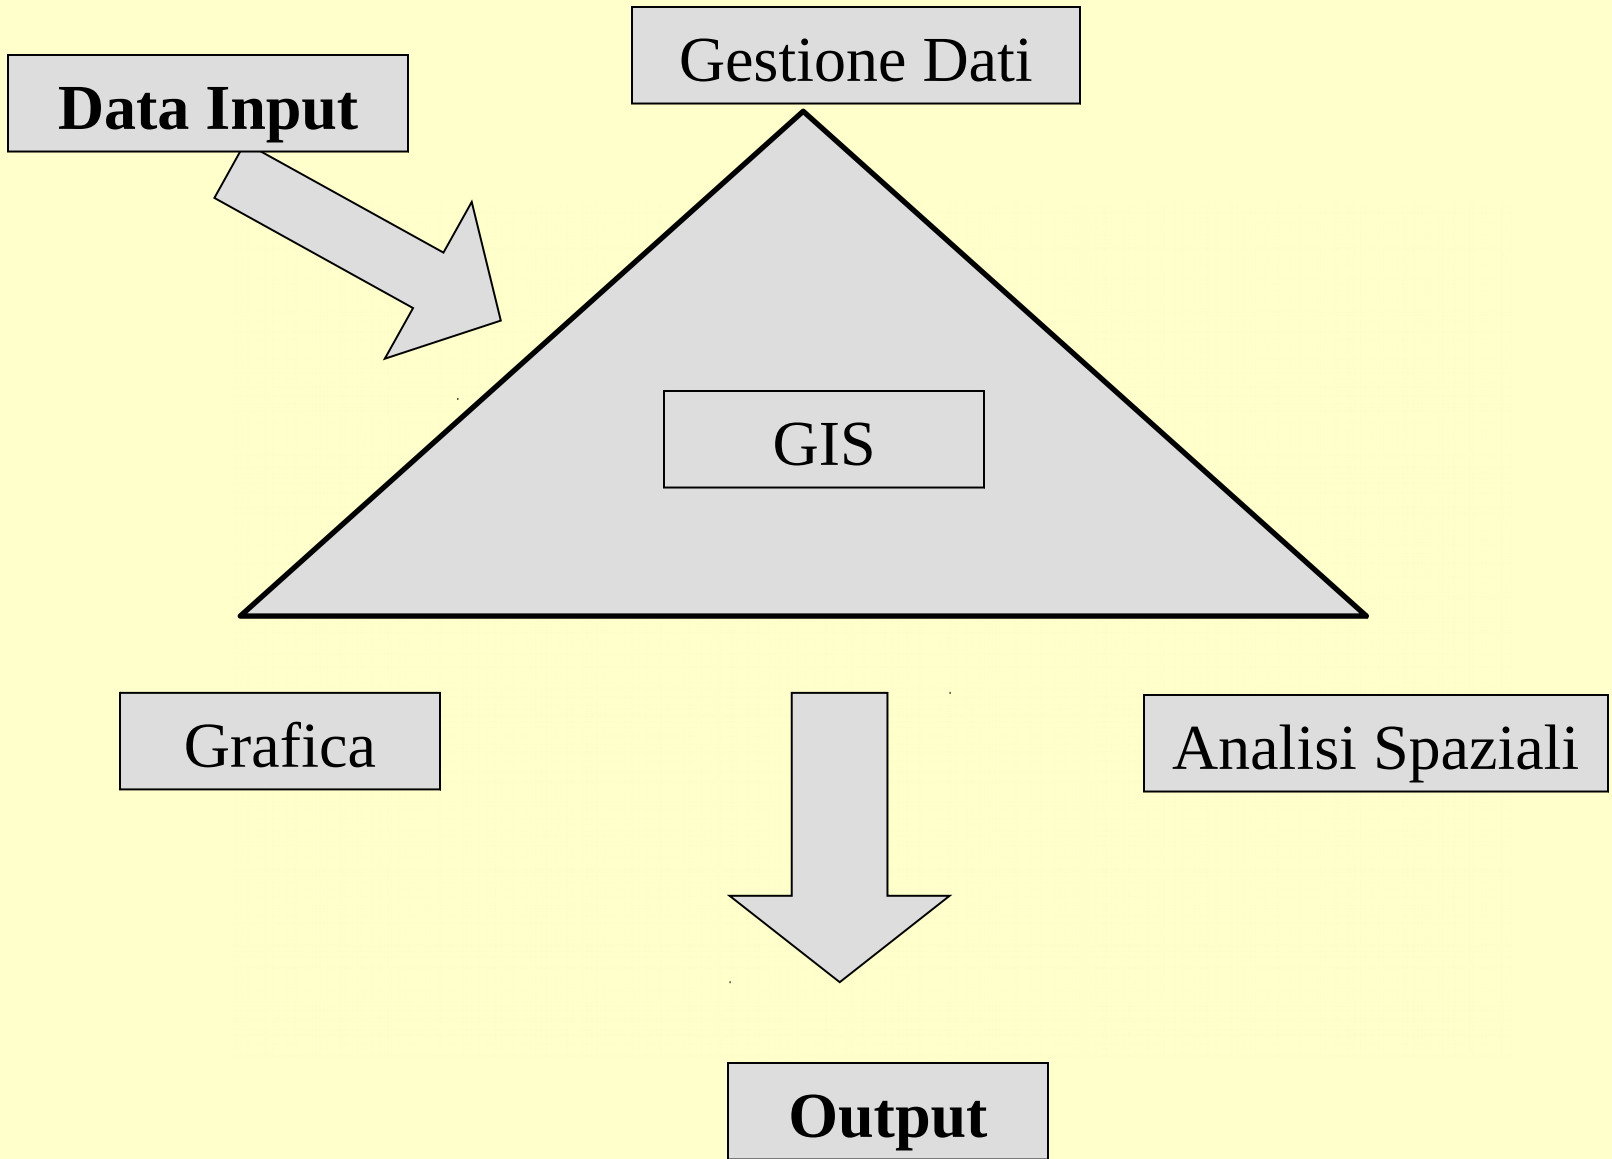 Gestione Dati
Data Input
GIS
Grafica
Analisi Spaziali
Output